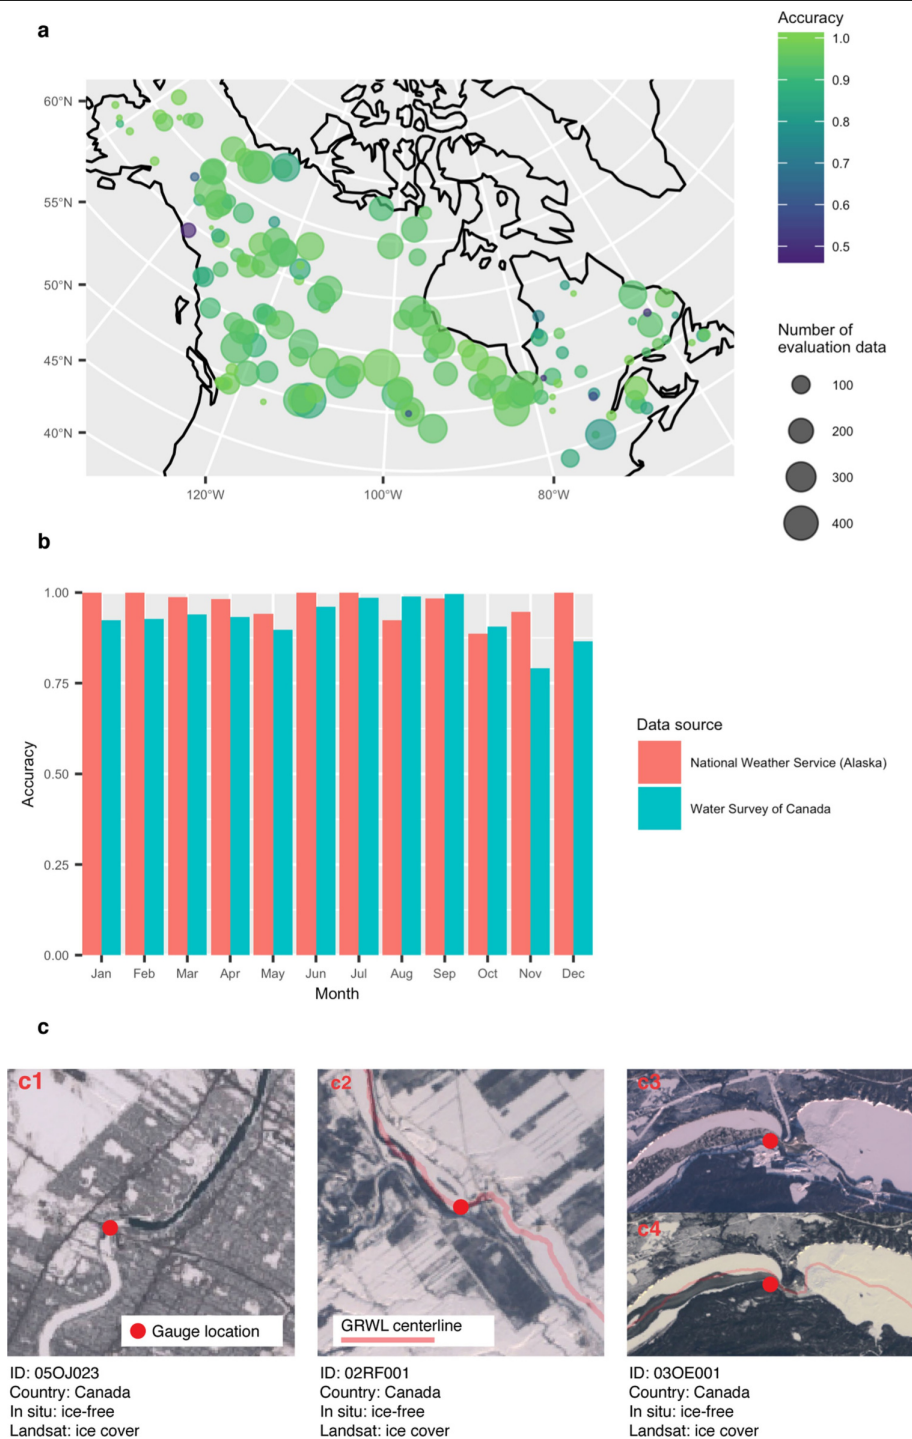 a
Accuracy
1.0
0.9
0.8
0.7
0.6
0.5
60°N
55°N
50°N
45°N
40°N
120°W
100°W
80°W
Number of
evaluation data
100
200
300
400
b
1.00
0.75
0.50
0.25
0.00
Accuracy
Jan Feb Mar Apr May Jun Jul Aug Sep Oct Nov Dec
Month
Data source
National Weather Service (Alaska)
Water Survey of Canada
c
c1
Gauge location
ID: 05OJ023
Country: Canada
In situ: ice-free
Landsat: ice cover
c2
GRWL centerline
ID: 02RF001
Country: Canada
In situ: ice-free
Landsat: ice cover
c3
c4
ID: 03OE001
Country: Canada
In situ: ice-free
Landsat: ice cover